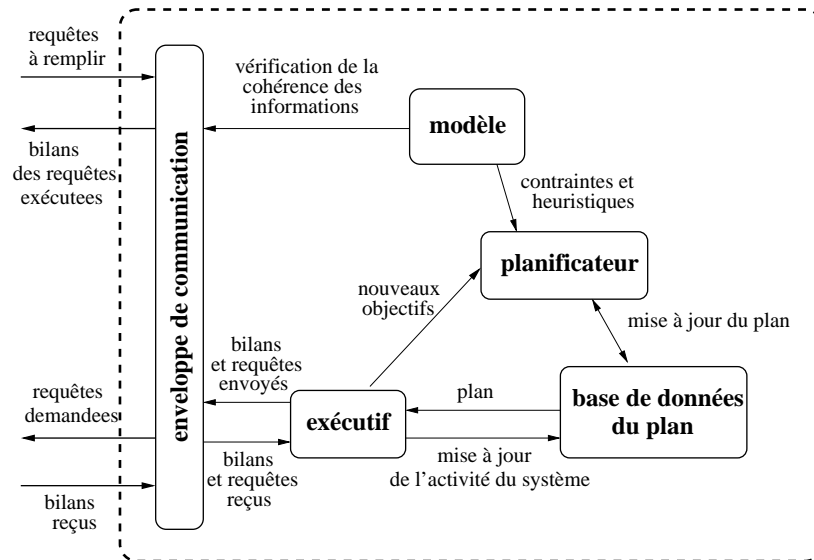 requêtes
à remplir
bilans
des requêtes
exécutees
requêtes
demandees
bilans
reçus
enveloppe de communication
vérification de la
cohérence des
informations
modèle
contraintes et
heuristiques
planificateur
nouveaux
objectifs
mise à jour du plan
bilans
et requêtes
envoyés
exécutif
plan
base de données
du plan
bilans
et requêtes
reçus
mise à jour
de l'activité du système